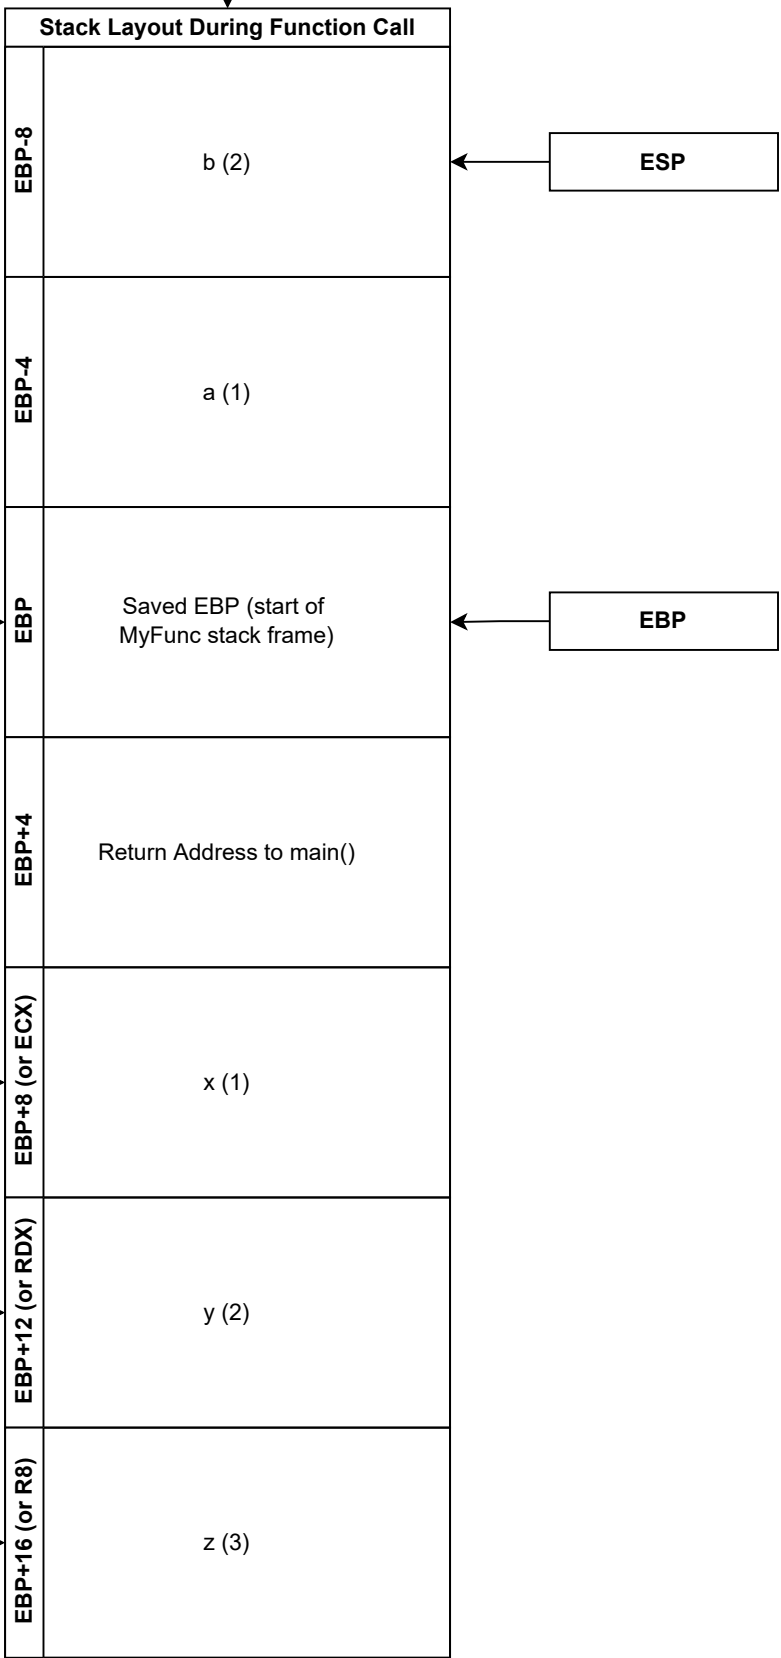 Stack Layout During Function Call
EBP-8
b (2)
ESP
EBP-4
a (1)
EBP
Saved EBP (start of
MyFunc stack frame)
EBP
EBP+4
Return Address to main()
EBP+8 (or ECX)
x (1)
EBP+12 (or RDX)
y (2)
EBP+16 (or R8)
z (3)